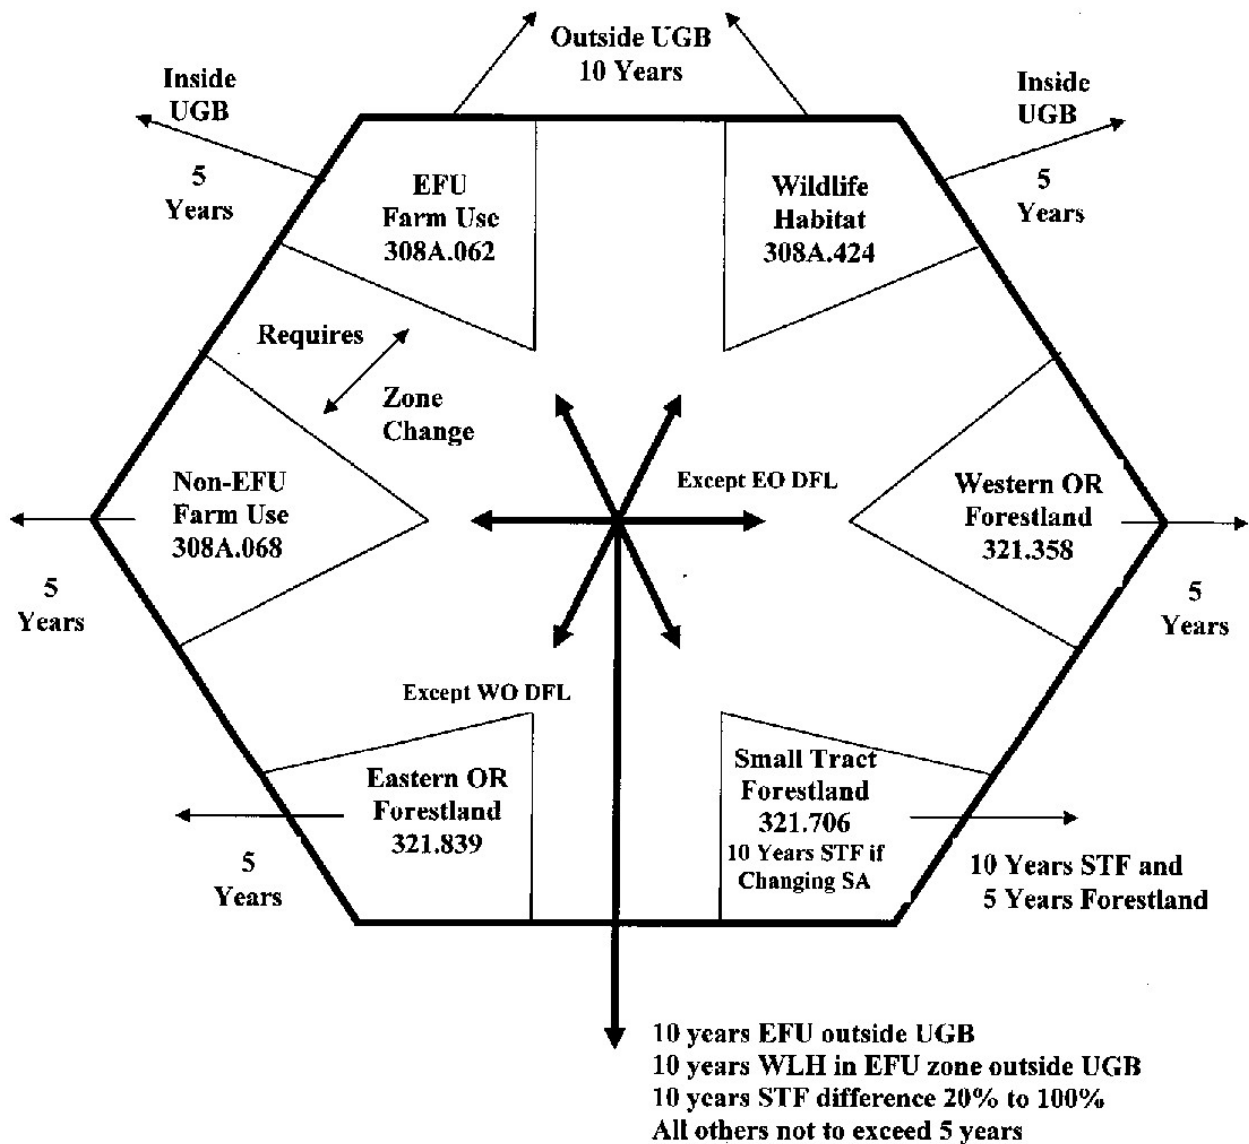 Outside UGB
10 Years
Inside
UGB
5
Years
Inside
UGB
5
Years
EFU
Farm Use
308A.062
Wildlife
Habitat
308A.424
Requires
Zone
Change
Except EO DFL
Non-EFU
Farm Use
308A.068
5
Years
Western OR
Forestland
321.358
5
Years
Except WO DFL
Eastern OR
Forestland
321.839
5
Years
Small Tract
Forestland
321.706
10 Years STF if
Changing SA
10 Years STF and
5 Years Forestland
10 years EFU outside UGB
10 years WLH in EFU zone outside UGB
10 years STF difference 20% to 100%
All others not to exceed 5 years